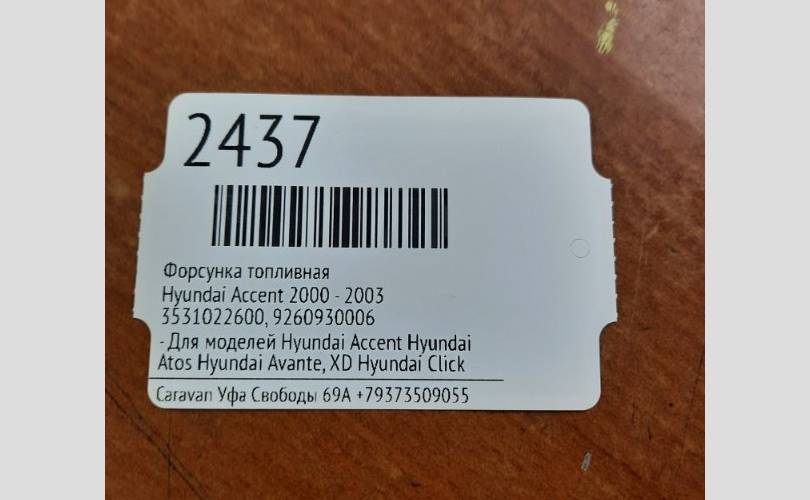 2437
Форсунка топливная
Hyundai Accent 2000 - 2003
3531022600, 9260930006
- Для моделей Hyundai Accent Hyundai
Atos Hyundai Avante, XD Hyundai Click
Caravan Уфа Свободы 69А +79373509055